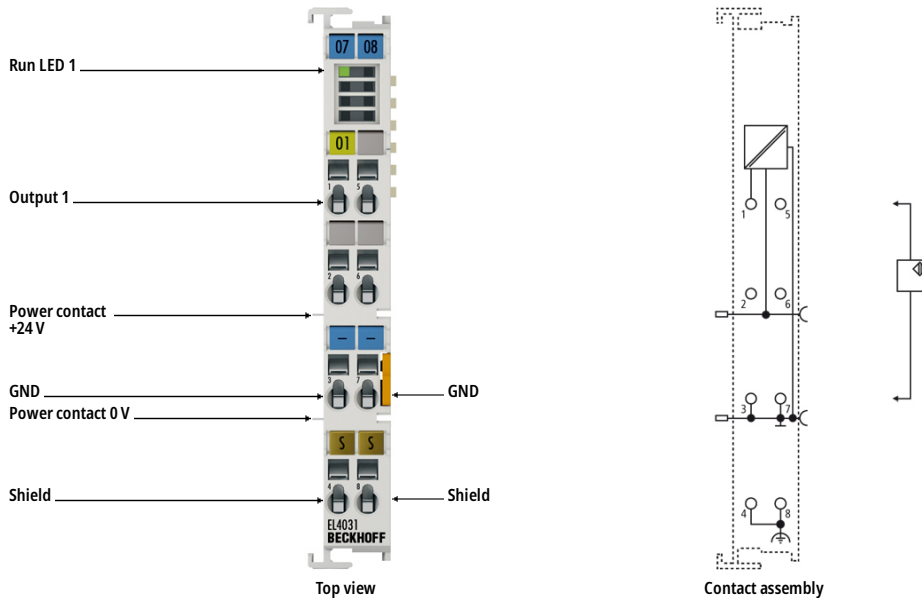 07 08
Run LED 1
01
1 5
Output 1
2 6
Power contact
+24 V
– –
3 7
GND
GND
Power contact 0 V
S S
4 8
Shield
Shield
EL4031
BECKHOFF
Top view
1 5
2 6
3 7
4 8
Contact assembly